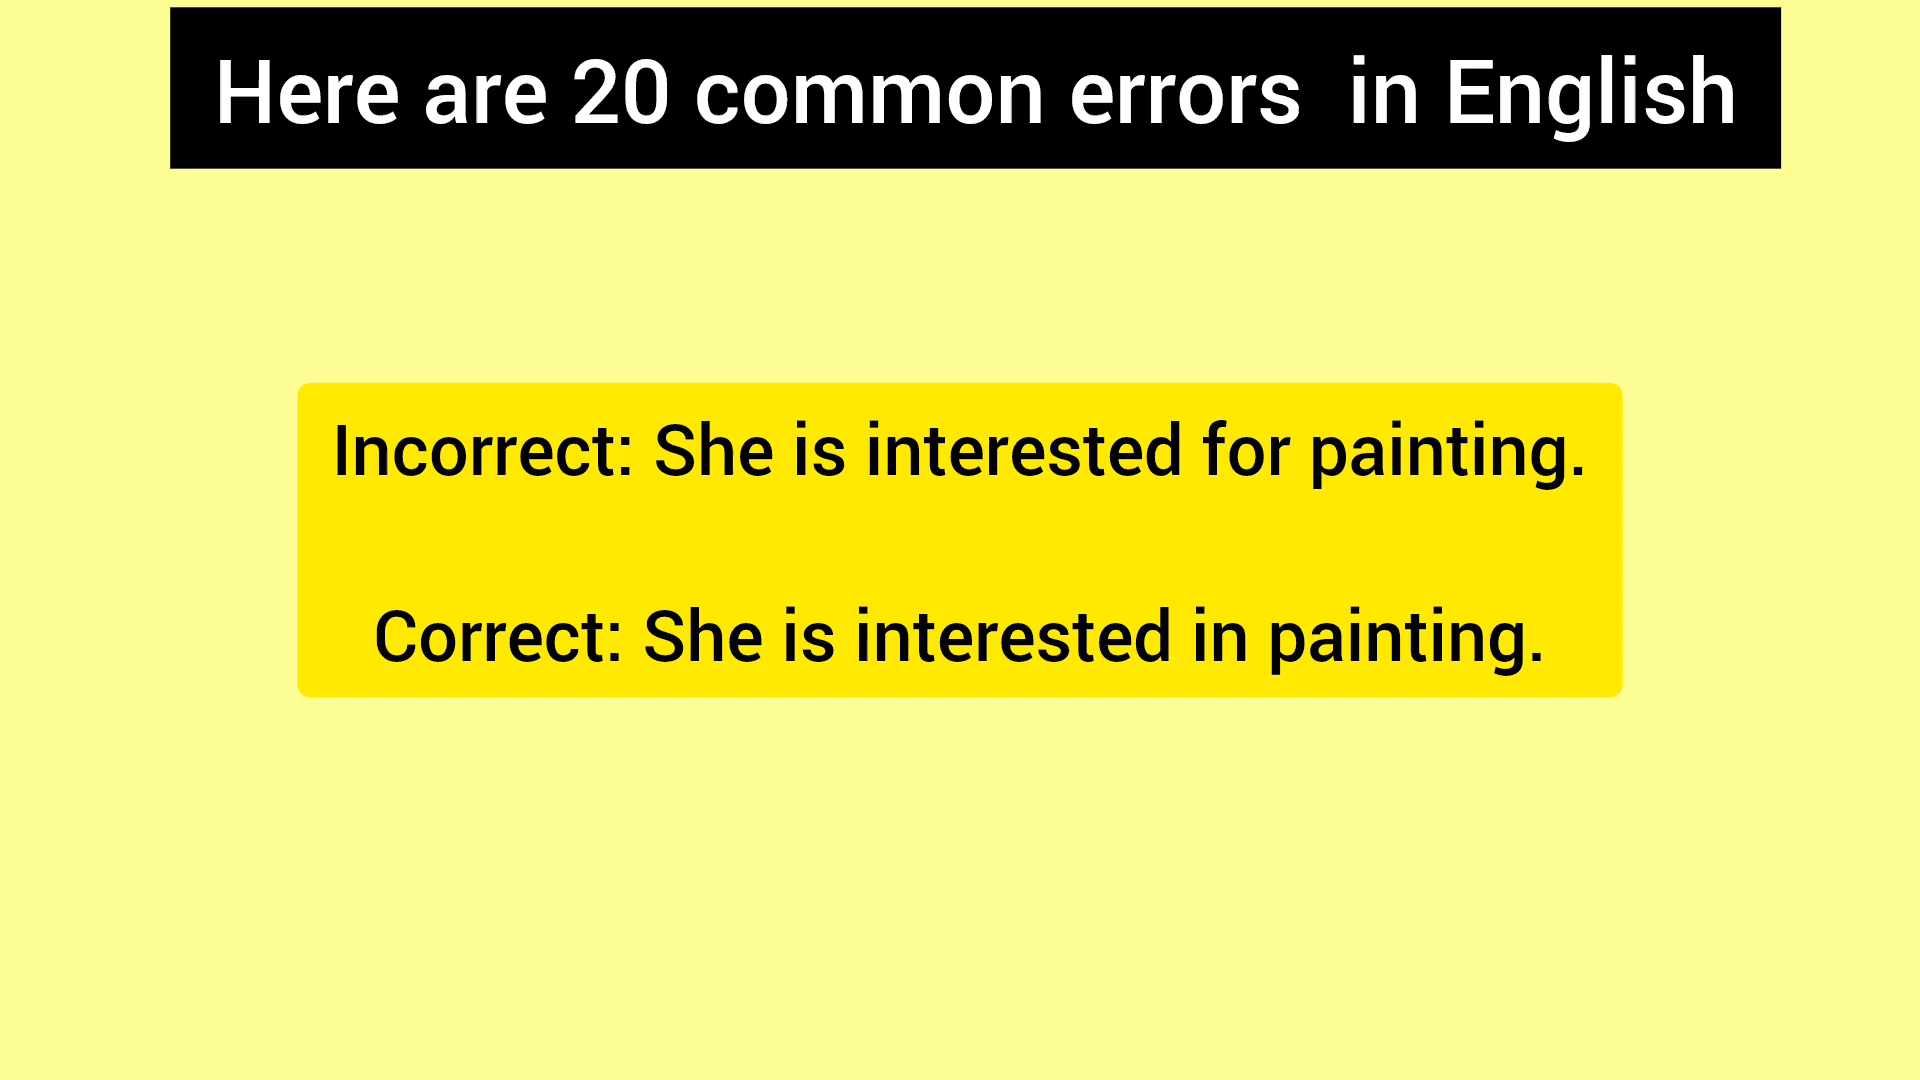 Here are 20 common errors  in English
Incorrect: She is interested for painting.
Correct: She is interested in painting.